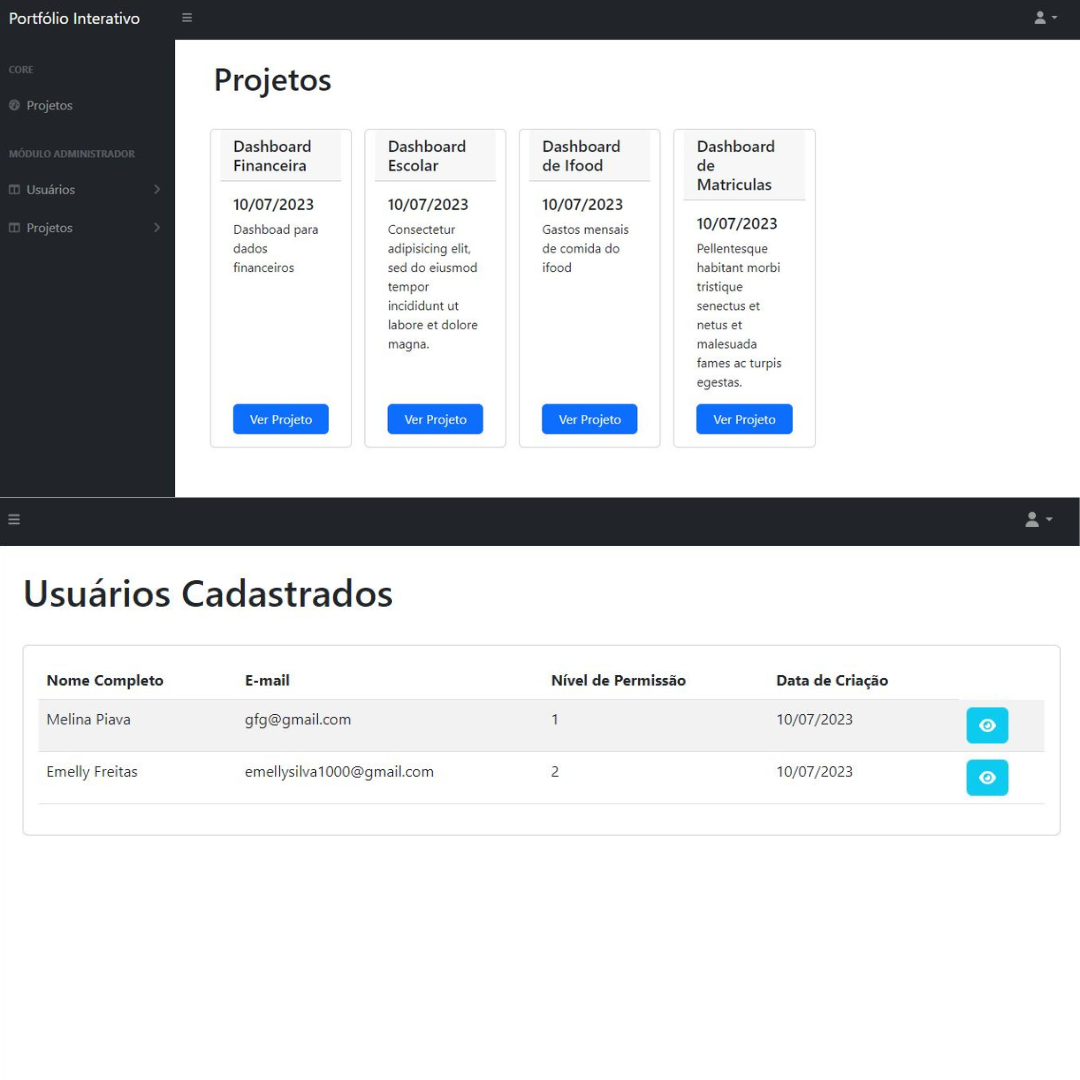 Portfólio Interativo
CORE
Projetos
MÓDULO ADMINISTRADOR
Usuários
Projetos
Projetos
Dashboard
Financeira
10/07/2023
Dashboad para
dados
financeiros
Ver Projeto
Dashboard
Escolar
10/07/2023
Consectetur
adipisicing elit,
sed do eiusmod
tempor
incididunt ut
labore et dolore
magna.
Ver Projeto
Dashboard
de Ifood
10/07/2023
Gastos mensais
de comida do
ifood
Ver Projeto
Dashboard
de
Matriculas
10/07/2023
Pellentesque
habitant morbi
tristique
senectus et
netus et
malesuada
fames ac turpis
egestas.
Ver Projeto
Usuários Cadastrados
Nome Completo E-mail Nível de Permissão Data de Criação
Melina Piava gfg@gmail.com 1 10/07/2023
Emelly Freitas emellysilva1000@gmail.com 2 10/07/2023